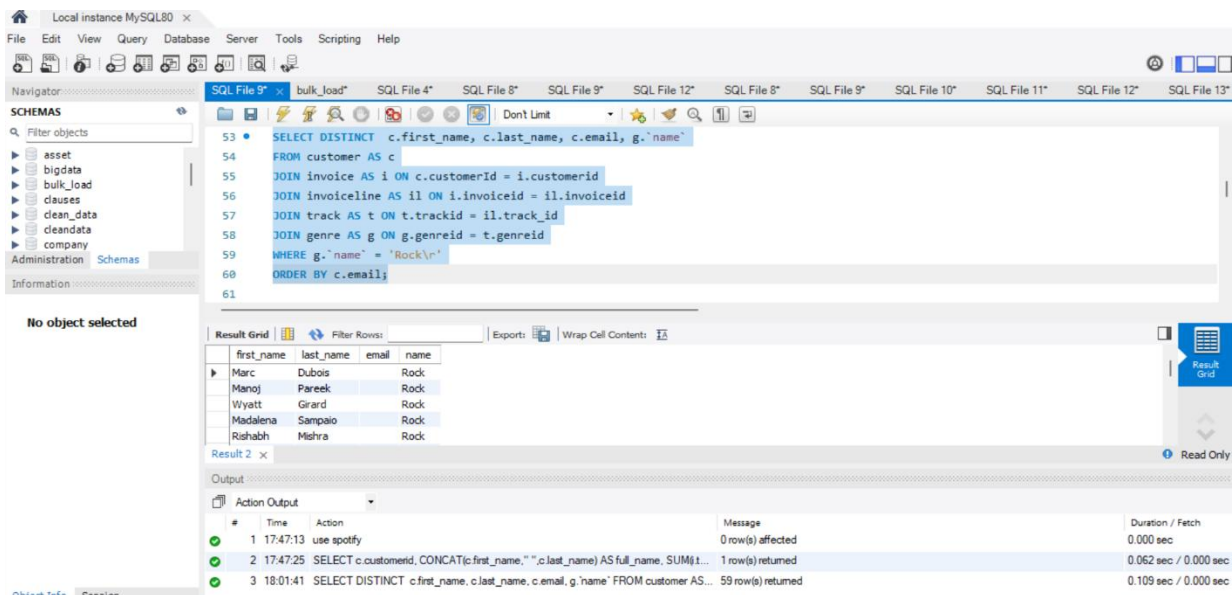 Local instance MySQL80 ×
File Edit View Query Database Server Tools Scripting Help
Navigator
SQL File 9* × bulk_load* SQL File 4* SQL File 8* SQL File 9* SQL File 12* SQL File 8* SQL File 9* SQL File 10* SQL File 11* SQL File 12* SQL File 13*
SCHEMAS
Don't Limit
Filter objects
asset
bigdata
bulk_load
clauses
clean_data
cleandata
company
Administration Schemas
Information
No object selected
53 SELECT DISTINCT c.first_name, c.last_name, c.email, g.`name`
54 FROM customer AS c
55 JOIN invoice AS i ON c.customerId = i.customerid
56 JOIN invoiceline AS il ON i.invoiceid = il.invoiceid
57 JOIN track AS t ON t.trackid = il.track_id
58 JOIN genre AS g ON g.genreid = t.genreid
59 WHERE g.`name` = 'Rock\r'
60 ORDER BY c.email;
61
Result Grid Filter Rows: Export: Wrap Cell Content:
first_name last_name email name
Marc Dubois Rock
Manoj Pareek Rock
Wyatt Girard Rock
Madalena Sampaio Rock
Rishabh Mishra Rock
Result Grid
Result 2 ×
Read Only
Output
Action Output
# Time Action Message Duration / Fetch
1 17:47:13 use spotify 0 row(s) affected 0.000 sec
2 17:47:25 SELECT c.customerid, CONCAT(c.first_name," ",c.last_name) AS full_name, SUM(i.t... 1 row(s) returned 0.062 sec / 0.000 sec
3 18:01:41 SELECT DISTINCT c.first_name, c.last_name, c.email, g.`name` FROM customer AS... 59 row(s) returned 0.109 sec / 0.000 sec
Object Info Session